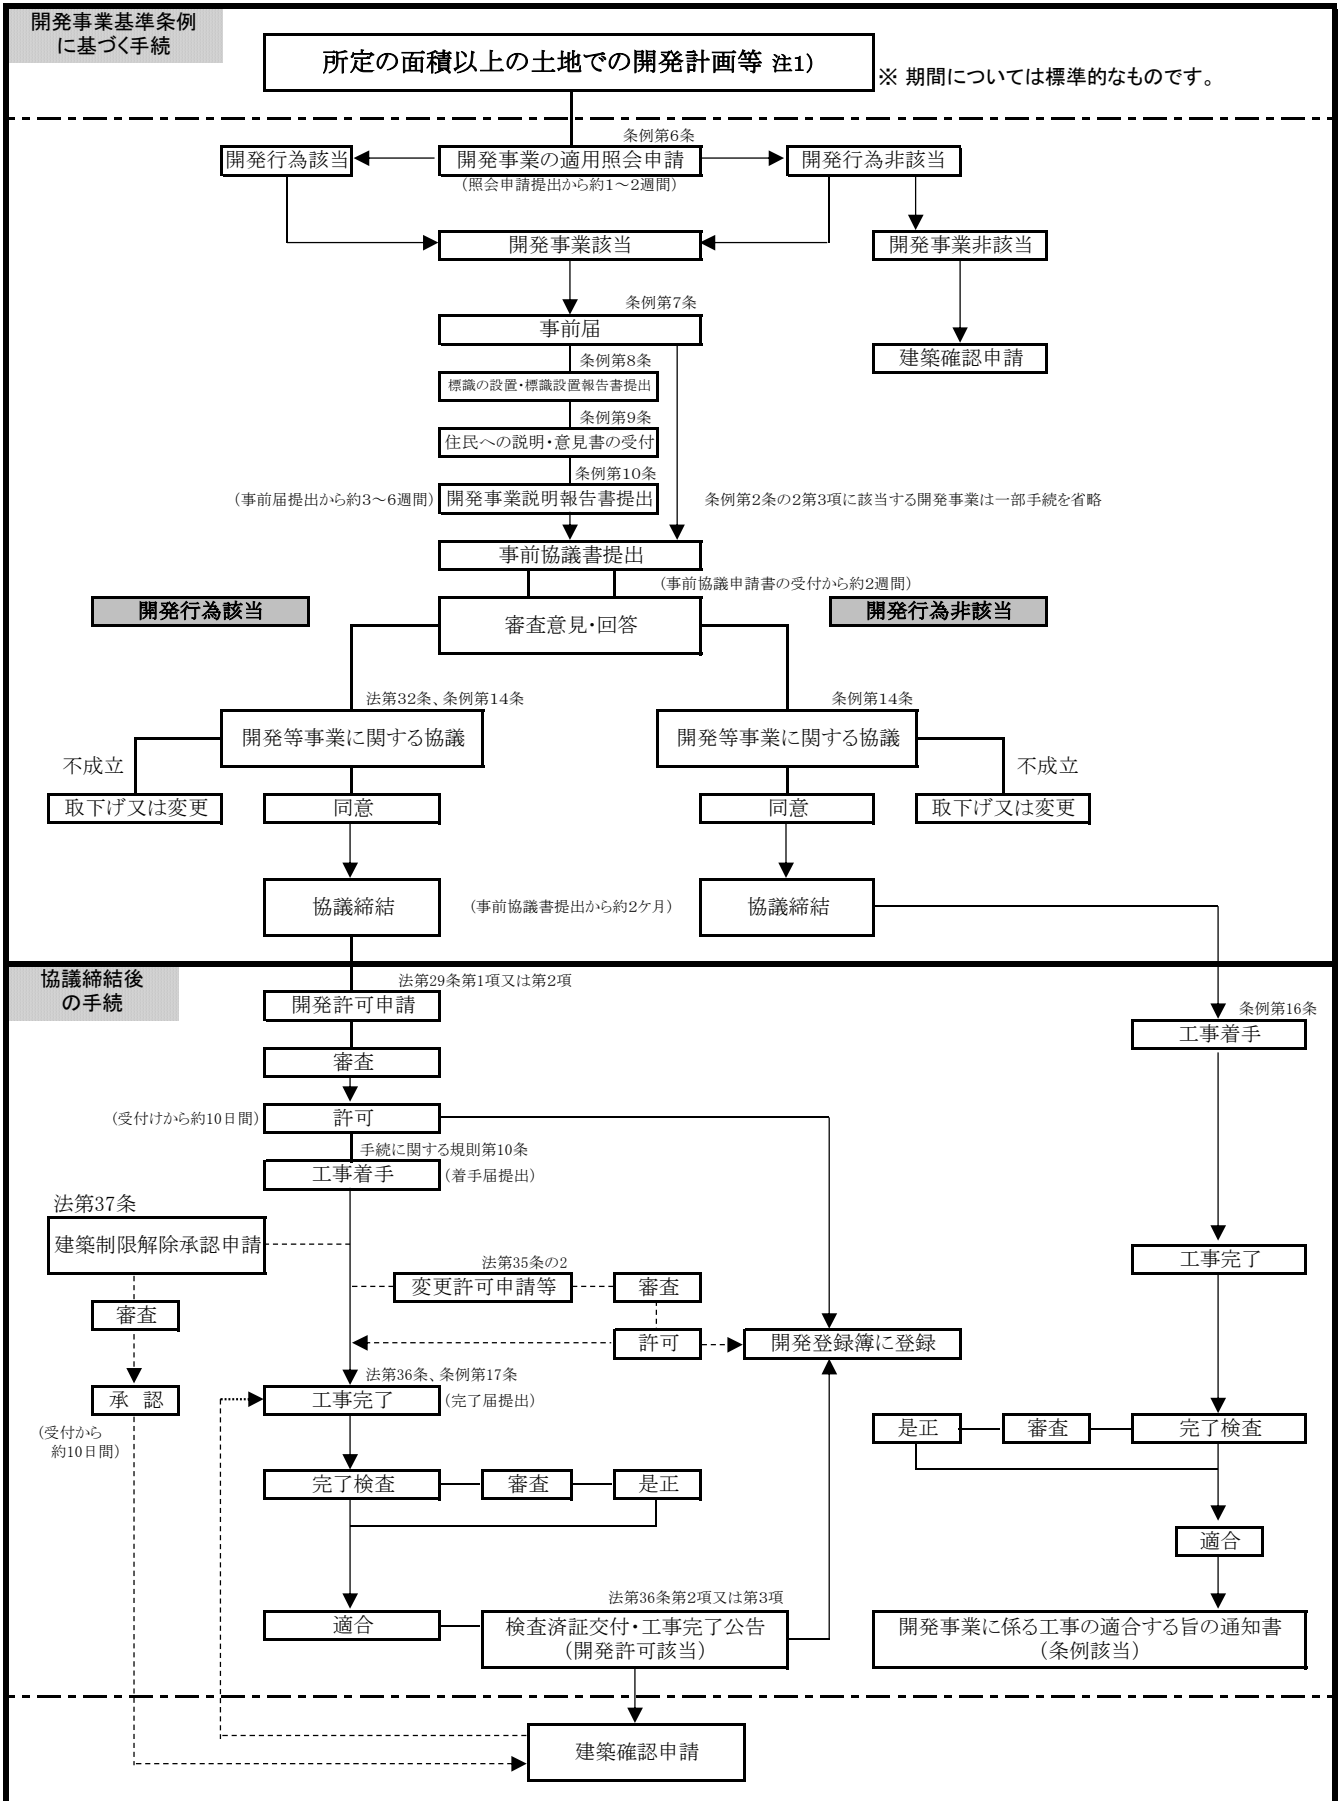 開発事業基準条例
に基づく手続
所定の面積以上の土地での開発計画等 注1)
※ 期間については標準的なものです。
条例第6条
開発行為該当
開発事業の適用照会申請
開発行為非該当
(照会申請提出から約1～2週間)
開発事業該当
開発事業非該当
条例第7条
事前届
建築確認申請
条例第8条
標識の設置・標識設置報告書提出
条例第9条
住民への説明・意見書の受付
条例第10条
(事前届提出から約3～6週間)
開発事業説明報告書提出
条例第2条の2第3項に該当する開発事業は一部手続を省略
事前協議書提出
(事前協議申請書の受付から約2週間)
開発行為該当
審査意見・回答
開発行為非該当
法第32条、条例第14条
条例第14条
開発等事業に関する協議
開発等事業に関する協議
不成立
不成立
取下げ又は変更
同意
同意
取下げ又は変更
協議締結
(事前協議書提出から約2ケ月)
協議締結
協議締結後
の手続
法第29条第1項又は第2項
開発許可申請
条例第16条
工事着手
審査
(受付けから約10日間)
許可
手続に関する規則第10条
工事着手
(着手届提出)
法第37条
建築制限解除承認申請
工事完了
法第35条の2
変更許可申請等
審査
審査
許可
開発登録簿に登録
法第36条、条例第17条
承 認
工事完了
(完了届提出)
(受付から
約10日間)
是正
審査
完了検査
完了検査
審査
是正
適合
法第36条第2項又は第3項
適合
検査済証交付・工事完了公告
(開発許可該当)
開発事業に係る工事の適合する旨の通知書
(条例該当)
建築確認申請